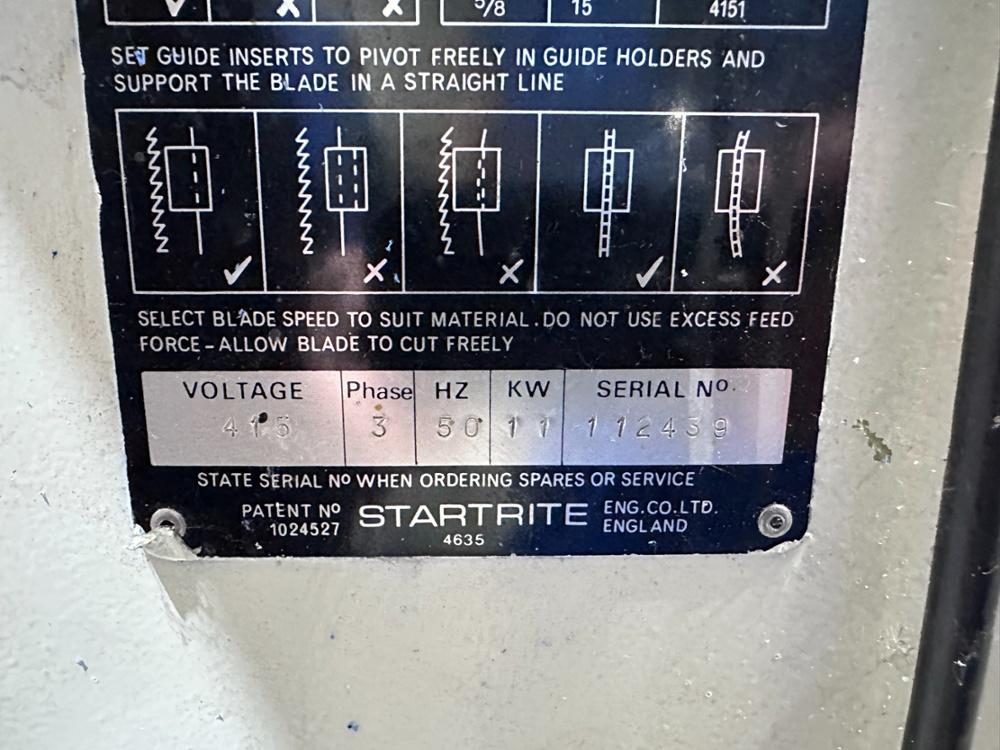 5/8 15 4151
SET GUIDE INSERTS TO PIVOT FREELY IN GUIDE HOLDERS AND
SUPPORT THE BLADE IN A STRAIGHT LINE
SELECT BLADE SPEED TO SUIT MATERIAL. DO NOT USE EXCESS FEED
FORCE - ALLOW BLADE TO CUT FREELY
VOLTAGE Phase HZ KW SERIAL Nº.
415 3 50 11 112439
STATE SERIAL Nº WHEN ORDERING SPARES OR SERVICE
PATENT Nº
1024527
STARTRITE
4635
ENG.CO.LTD.
ENGLAND